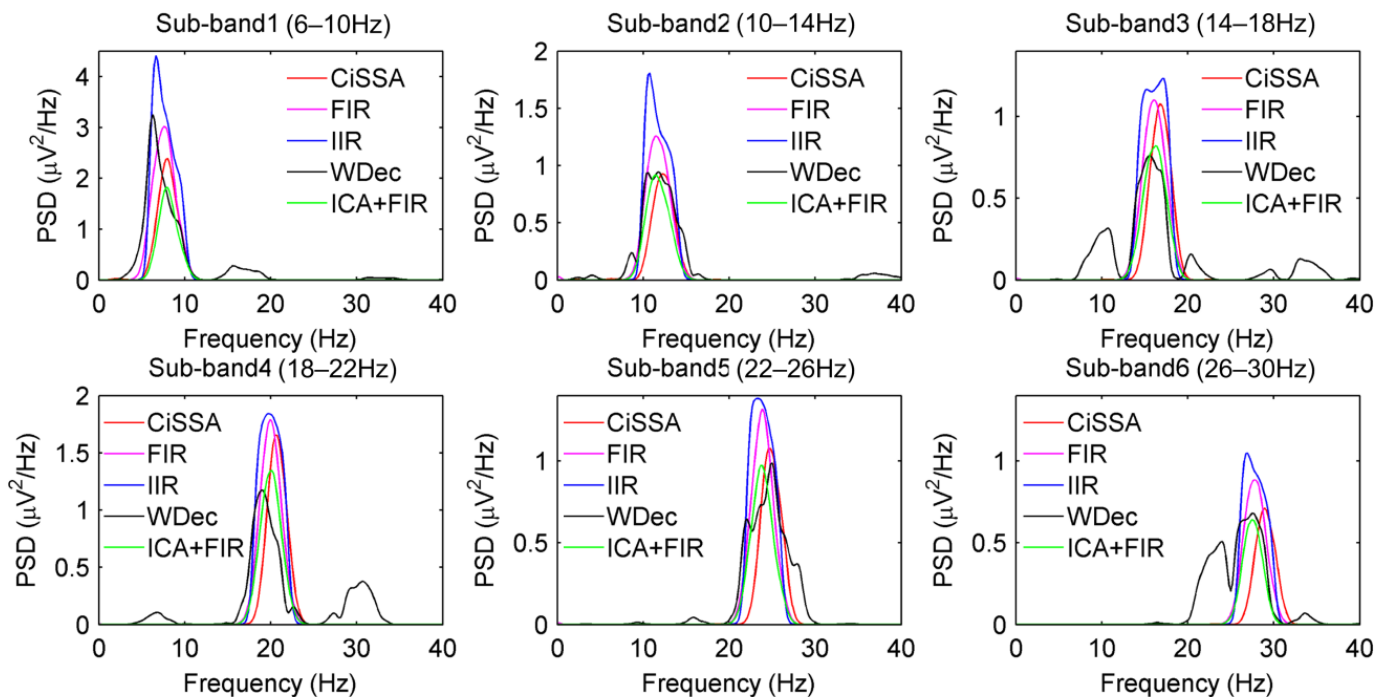 Sub-band1 (6–10Hz)
PSD (μV²/Hz)
4
3
2
1
0
CiSSA
FIR
IIR
WDec
ICA+FIR
0 10 20 30 40
Frequency (Hz)
Sub-band2 (10–14Hz)
PSD (μV²/Hz)
2
1.5
1
0.5
0
CiSSA
FIR
IIR
WDec
ICA+FIR
0 10 20 30 40
Frequency (Hz)
Sub-band3 (14–18Hz)
PSD (μV²/Hz)
1
0.5
0
CiSSA
FIR
IIR
WDec
ICA+FIR
0 10 20 30 40
Frequency (Hz)
Sub-band4 (18–22Hz)
PSD (μV²/Hz)
2
1.5
1
0.5
0
CiSSA
FIR
IIR
WDec
ICA+FIR
0 10 20 30 40
Frequency (Hz)
Sub-band5 (22–26Hz)
PSD (μV²/Hz)
1
0.5
0
CiSSA
FIR
IIR
WDec
ICA+FIR
0 10 20 30 40
Frequency (Hz)
Sub-band6 (26–30Hz)
PSD (μV²/Hz)
1
0.5
0
CiSSA
FIR
IIR
WDec
ICA+FIR
0 10 20 30 40
Frequency (Hz)